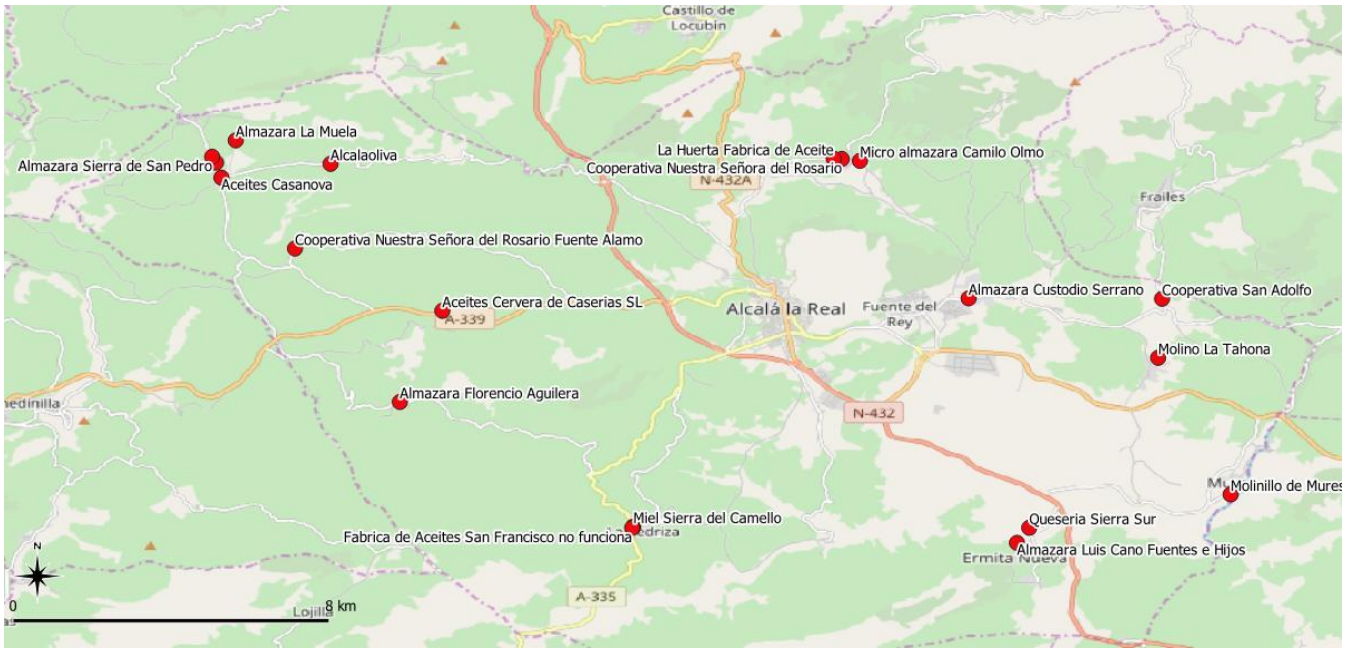 Castillo de
Locubín
Almazara La Muela
Almazara Sierra de San Pedro
Alcalaoliva
Aceites Casanova
La Huerta Fabrica de Aceite
Micro almazara Camilo Olmo
Cooperativa Nuestra Señora del Rosario
N-432A
Frailes
Cooperativa Nuestra Señora del Rosario Fuente Alamo
Aceites Cervera de Caserias SL
A-339
Alcalá la Real
Fuente del
Rey
Almazara Custodio Serrano
Cooperativa San Adolfo
Molino La Tahona
Almazara Florencio Aguilera
nedinilla
N-432
Molinillo de Mures
Miel Sierra del Camello
Fabrica de Aceites San Francisco no funciona
Queseria Sierra Sur
Almazara Luis Cano Fuentes e Hijos
Ermita Nueva
N
A-335
0
8 km
Lojilla
as